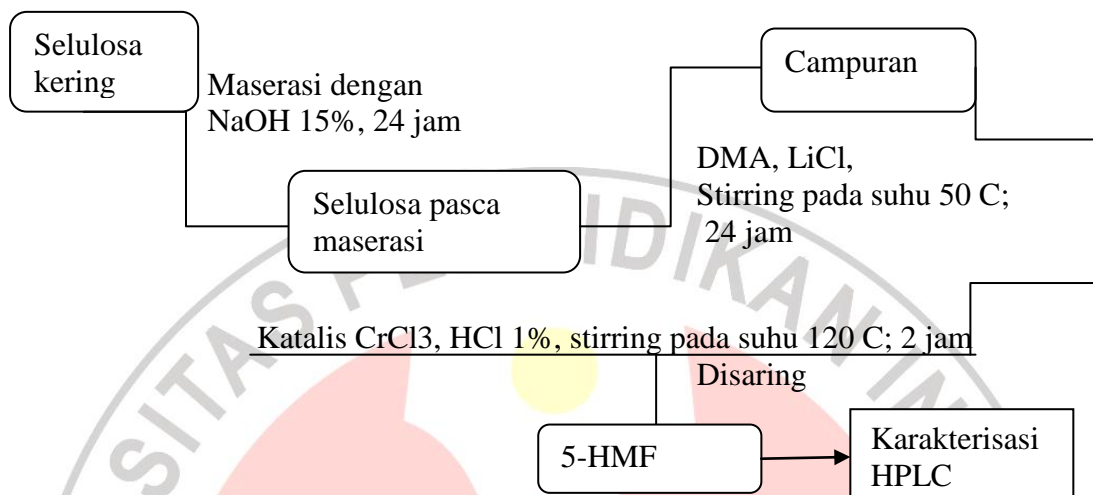 Selulosa
kering
Maserasi dengan
NaOH 15%, 24 jam
Selulosa pasca
maserasi
Campuran
DMA, LiCl,
Stirring pada suhu 50 C;
24 jam
Katalis CrCl3, HCl 1%, stirring pada suhu 120 C; 2 jam
Disaring
5-HMF
Karakterisasi
HPLC